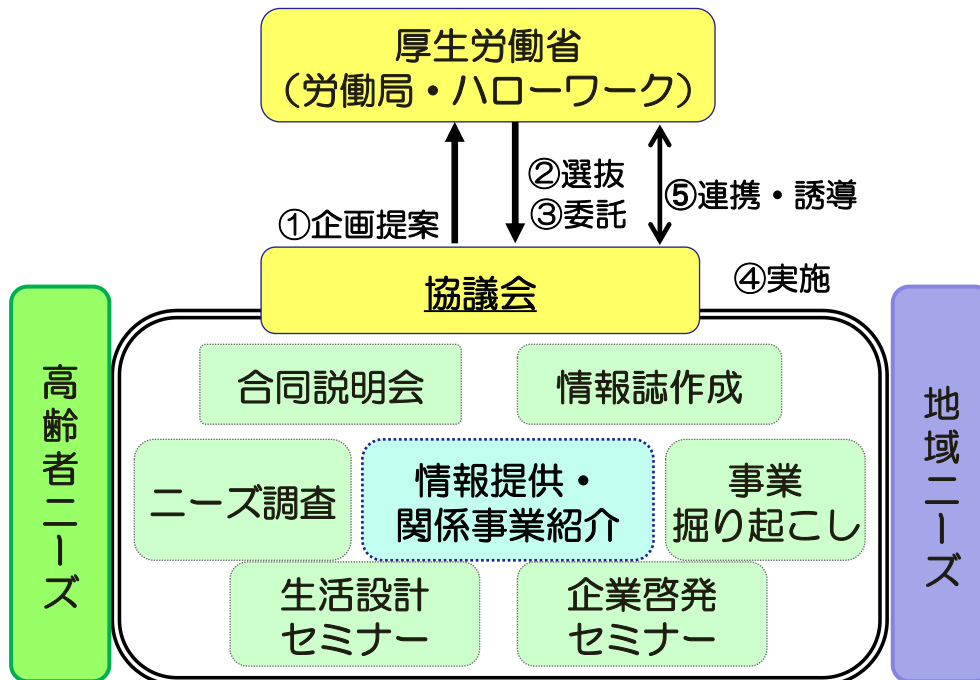 厚生労働省
(労働局・ハローワーク)
①企画提案
②選抜
③委託
⑤連携・誘導
協議会
④実施
高齢者ニーズ
地域ニーズ
合同説明会
情報誌作成
ニーズ調査
情報提供・
関係事業紹介
事業
掘り起こし
生活設計
セミナー
企業啓発
セミナー